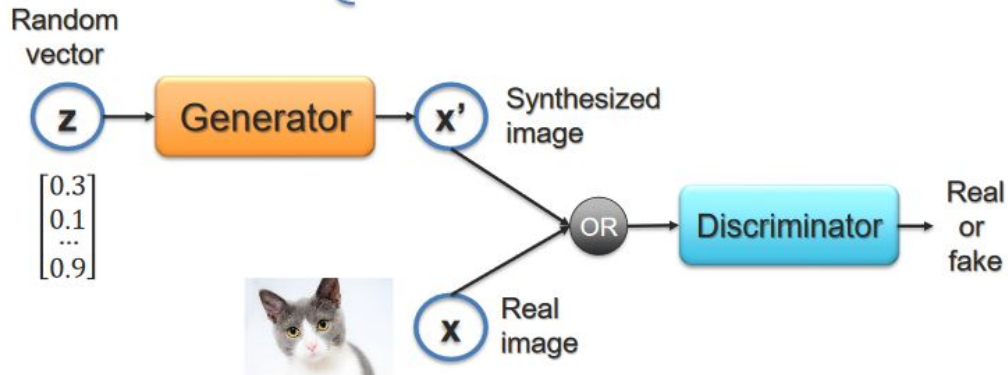 Random
vector
z
Generator
x’
Synthesized
image
[0.3
0.1
...
0.9]
OR
Discriminator
Real
or
fake
x
Real
image